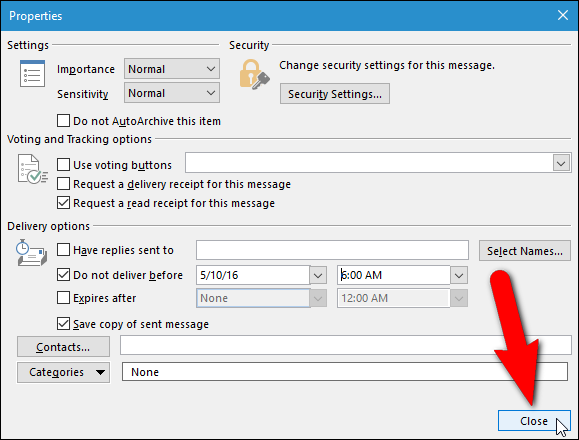 Properties
Settings
Security
Importance Normal
Change security settings for this message.
Sensitivity Normal
Security Settings...
Do not AutoArchive this item
Voting and Tracking options
Use voting buttons
Request a delivery receipt for this message
Request a read receipt for this message
Delivery options
Have replies sent to Select Names...
Do not deliver before 5/10/16 6:00 AM
Expires after None 12:00 AM
Save copy of sent message
Contacts...
Categories None
Close